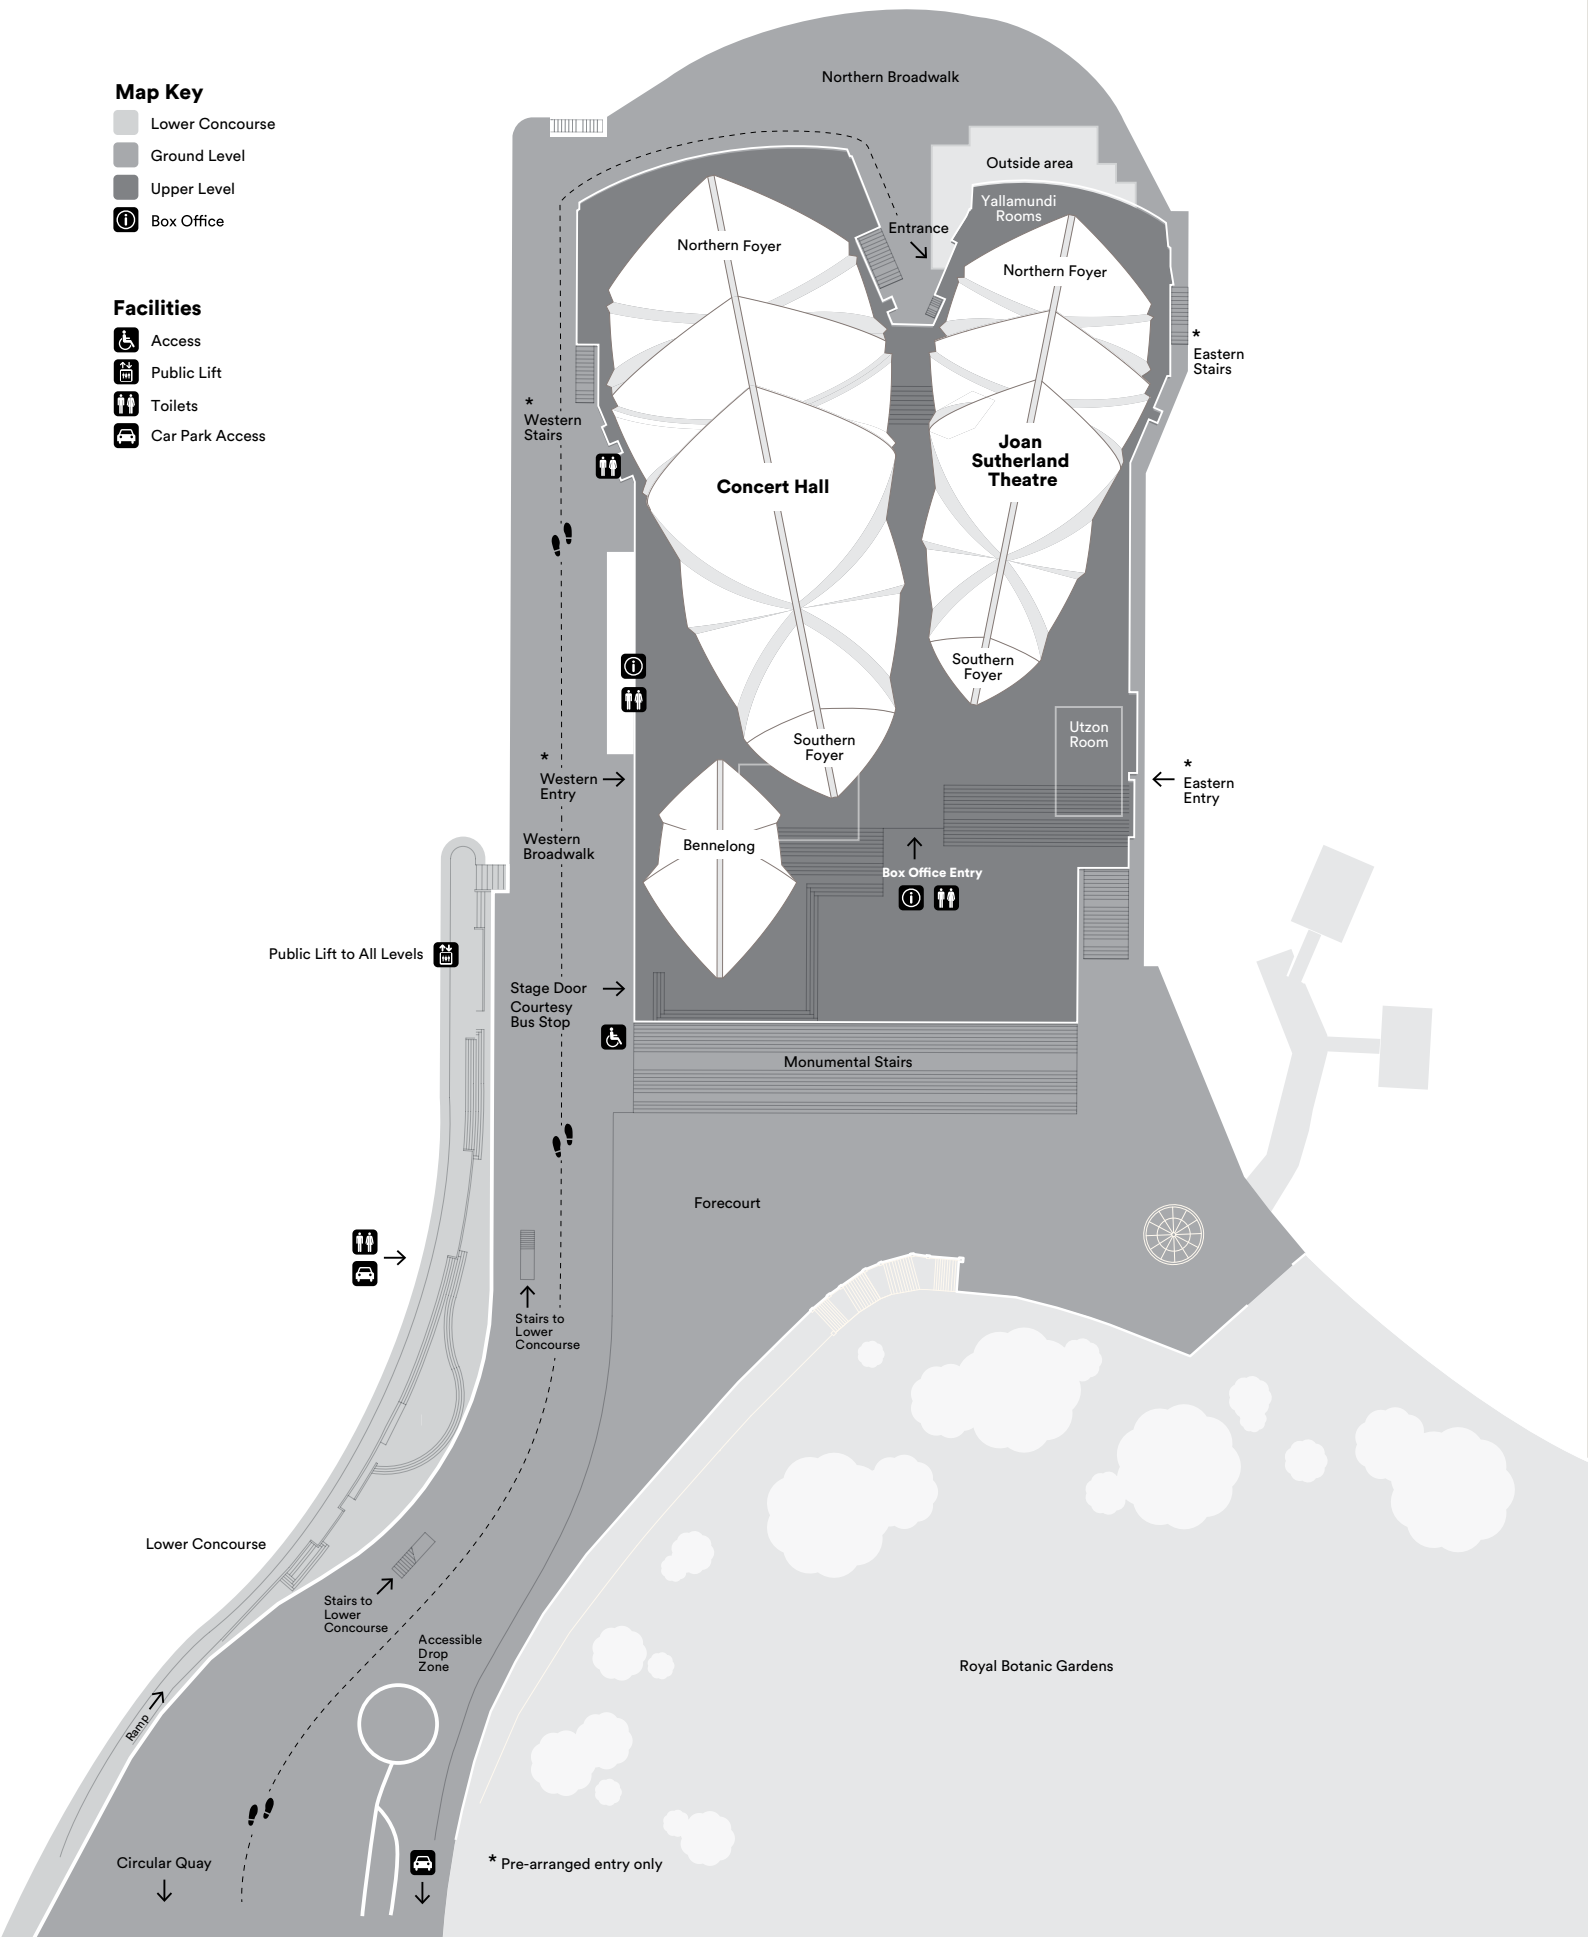 Map Key
Lower Concourse
Ground Level
Upper Level
Box Office
Facilities
Access
Public Lift
Toilets
Car Park Access
Northern Broadwalk
Outside area
Yallamundi
Rooms
Entrance
Northern Foyer
Northern Foyer
*
Eastern
Stairs
*
Western
Stairs
Joan
Sutherland
Theatre
Concert Hall
Southern
Foyer
Utzon
Room
Southern
Foyer
*
Western
Entry
*
Eastern
Entry
Western
Broadwalk
Bennelong
Box Office Entry
Public Lift to All Levels
Stage Door
Courtesy
Bus Stop
Monumental Stairs
Forecourt
Stairs to
Lower
Concourse
Lower Concourse
Stairs to
Lower
Concourse
Accessible
Drop
Zone
Royal Botanic Gardens
Ramp
Circular Quay
* Pre-arranged entry only